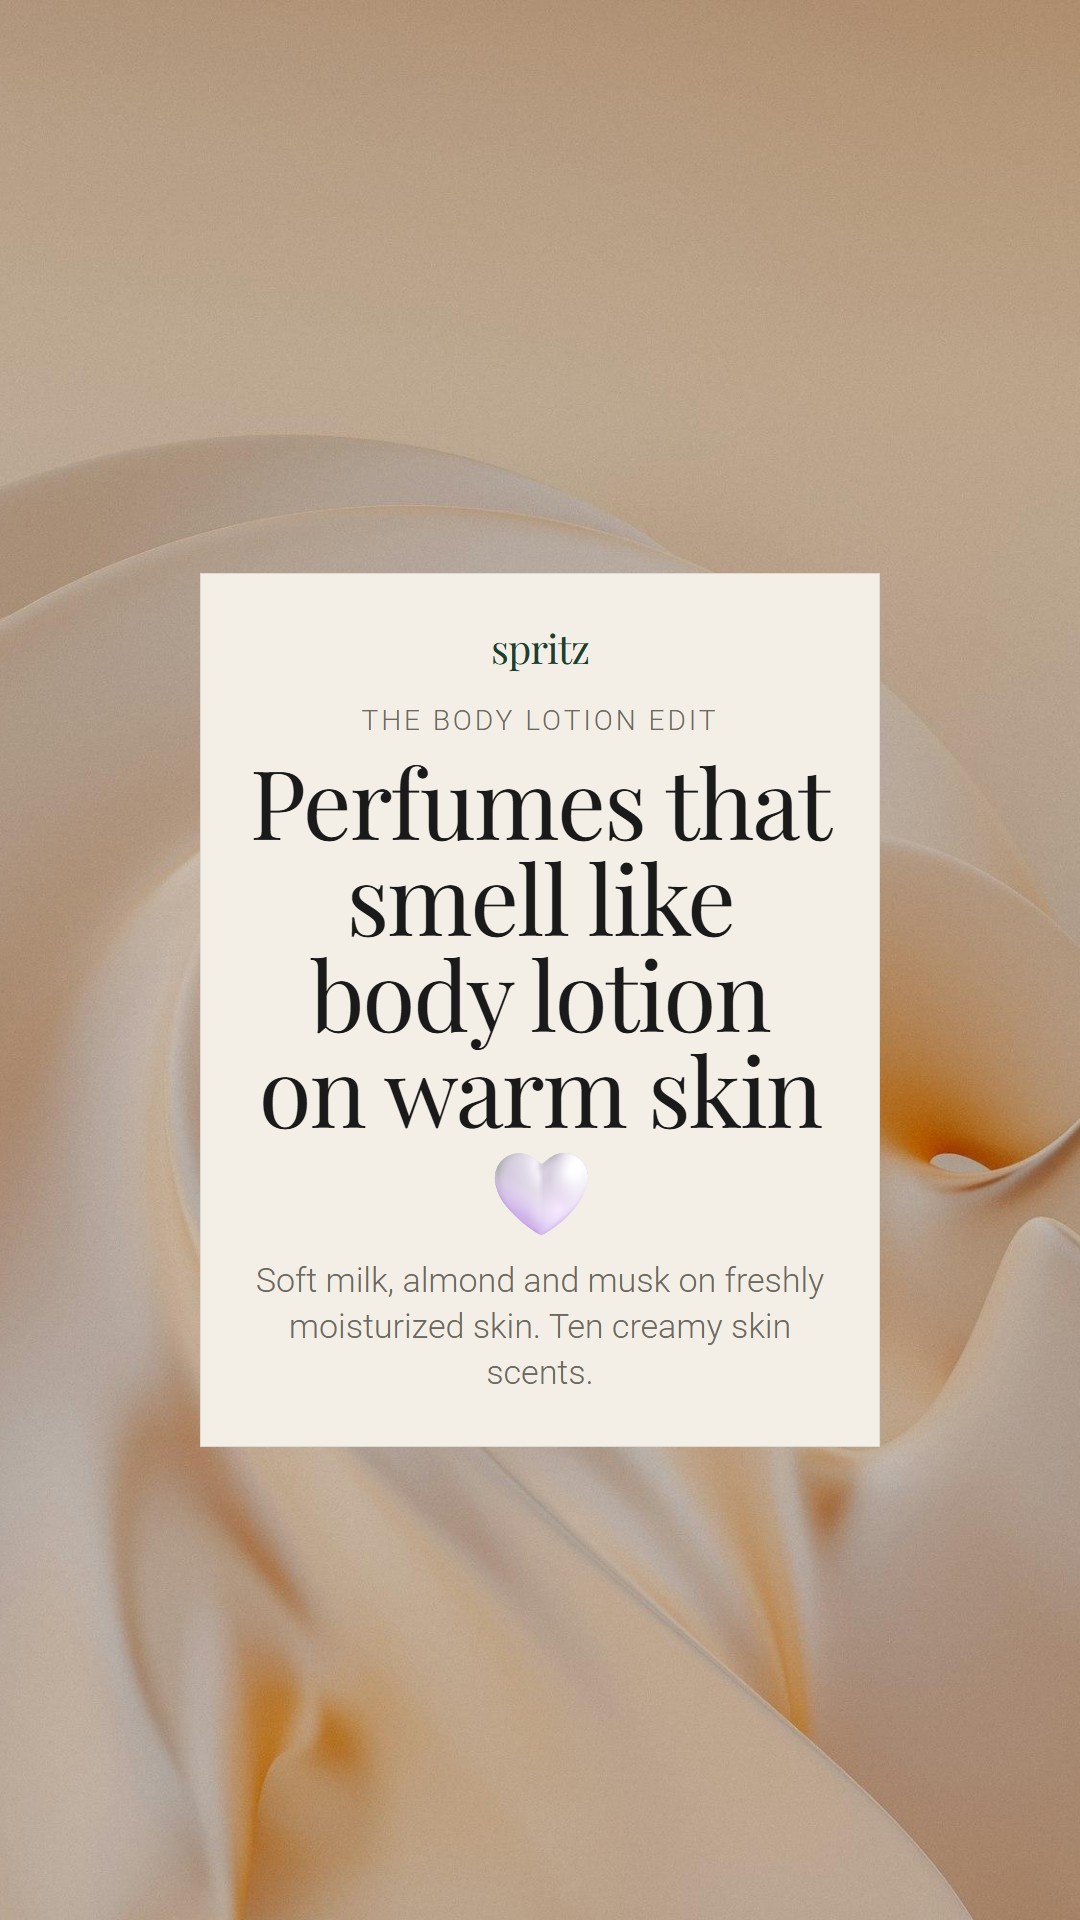 spritz
THE BODY LOTION EDIT
Perfumes that
smell like
body lotion
on warm skin
Soft milk, almond and musk on freshly
moisturized skin. Ten creamy skin
scents.